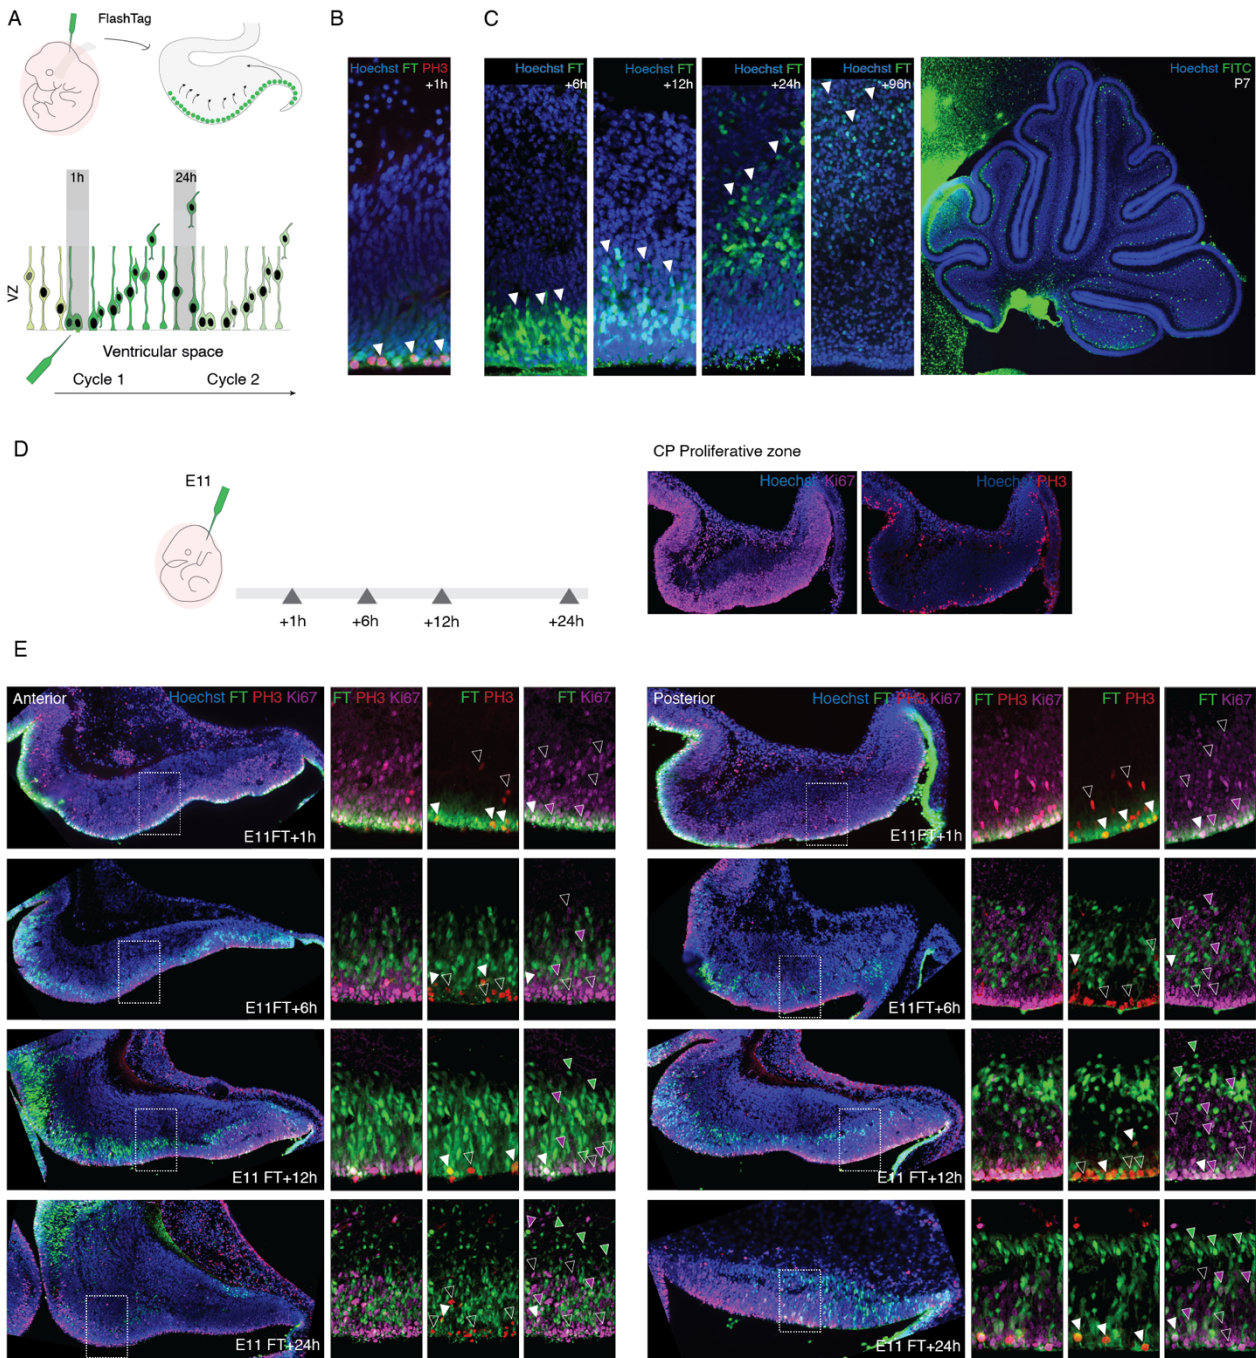 A
FlashTag
1h
24h
VZ
Ventricular space
Cycle 1
Cycle 2
B
Hoechst FT PH3
+1h
C
Hoechst FT
+6h
Hoechst FT
+12h
Hoechst FT
+24h
Hoechst FT
+96h
Hoechst FITC
P7
D
E11
+1h
+6h
+12h
+24h
CP Proliferative zone
Hoechst Ki67
Hoechst PH3
E
Anterior
Hoechst FT PH3 Ki67
FT PH3 Ki67
FT PH3
FT Ki67
E11FT+1h
E11FT+6h
E11 FT+12h
E11 FT+24h
Posterior
Hoechst FT PH3 Ki67
FT PH3 Ki67
FT PH3
FT Ki67
E11FT+1h
E11FT+6h
E11 FT+12h
E11 FT+24h